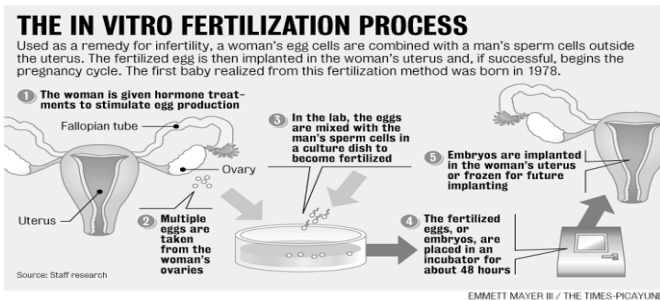 THE IN VITRO FERTILIZATION PROCESS
Used as a remedy for infertility, a woman's egg cells are combined with a man's sperm cells outside
the uterus. The fertilized egg is then implanted in the woman's uterus and, if successful, begins the
pregnancy cycle. The first baby realized from this fertilization method was born in 1978.
1 The woman is given hormone treat-
ments to stimulate egg production
Fallopian tube
Ovary
Uterus
2 Multiple
eggs are
taken
from the
woman's
ovaries
3 In the lab, the eggs
are mixed with the
man's sperm cells in
a culture dish to
become fertilized
4 The fertilized
eggs, or
embryos, are
placed in an
incubator for
about 48 hours
5 Embryos are implanted
in the woman's uterus
or frozen for future
implanting
Source: Staff research
EMMETT MAYER III / THE TIMES-PICAYUNE